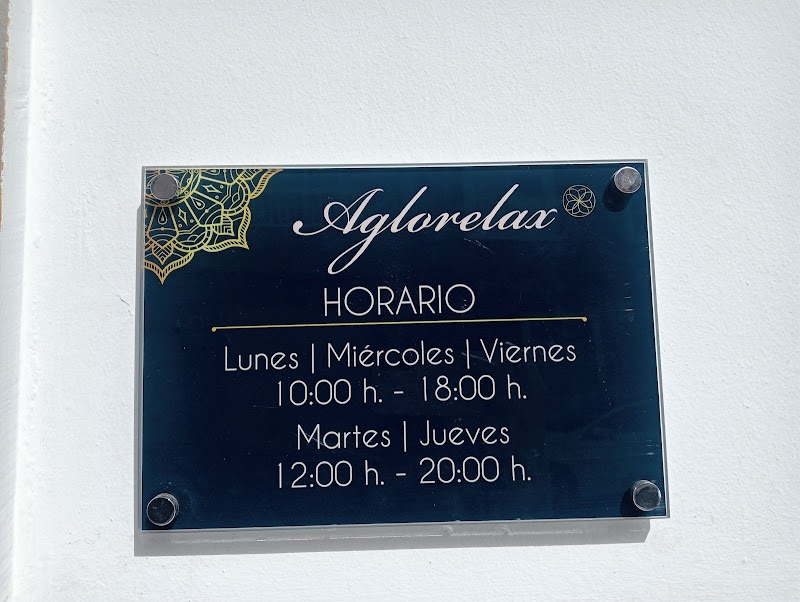 Aglorelax
HORARIO
Lunes | Miércoles | Viernes
10:00 h. - 18:00 h.
Martes | Jueves
12:00 h. - 20:00 h.